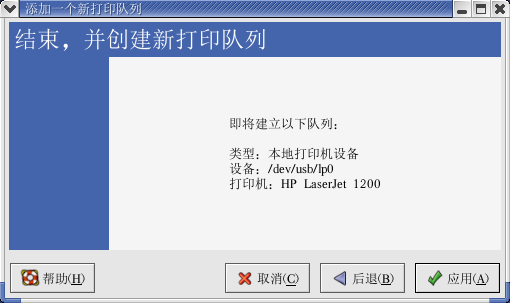 添加一个新打印队列
结束，并创建新打印队列
即将建立以下队列：
类型：本地打印机设备
设备：/dev/usb/lp0
打印机：HP LaserJet 1200
帮助(H) 取消(C) 后退(B) 应用(A)